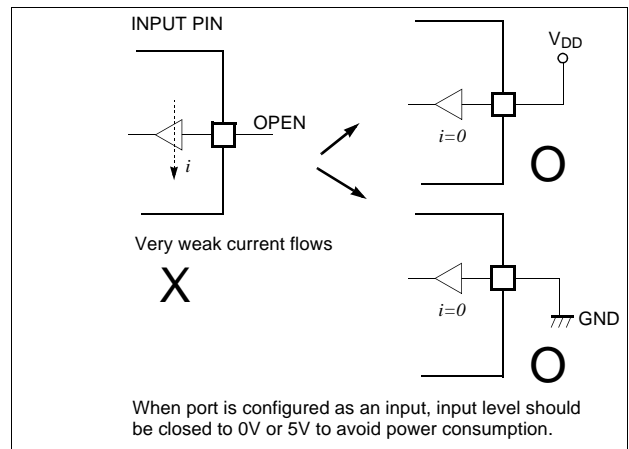 INPUT PIN
OPEN
i
Very weak current flows
X
V_DD
i=0
O
i=0
GND
O
When port is configured as an input, input level should
be closed to 0V or 5V to avoid power consumption.